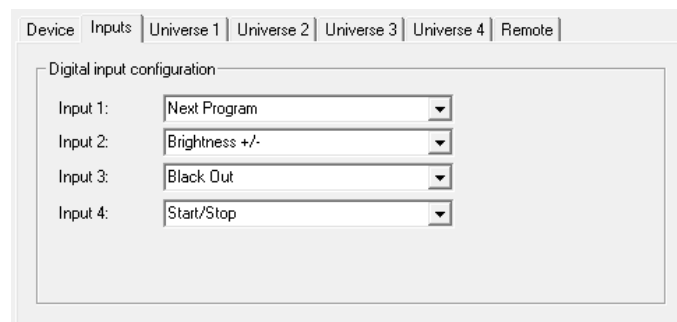 Device Inputs Universe 1 Universe 2 Universe 3 Universe 4 Remote
Digital input configuration
Input 1: Next Program
Input 2: Brightness +/-
Input 3: Black Out
Input 4: Start/Stop